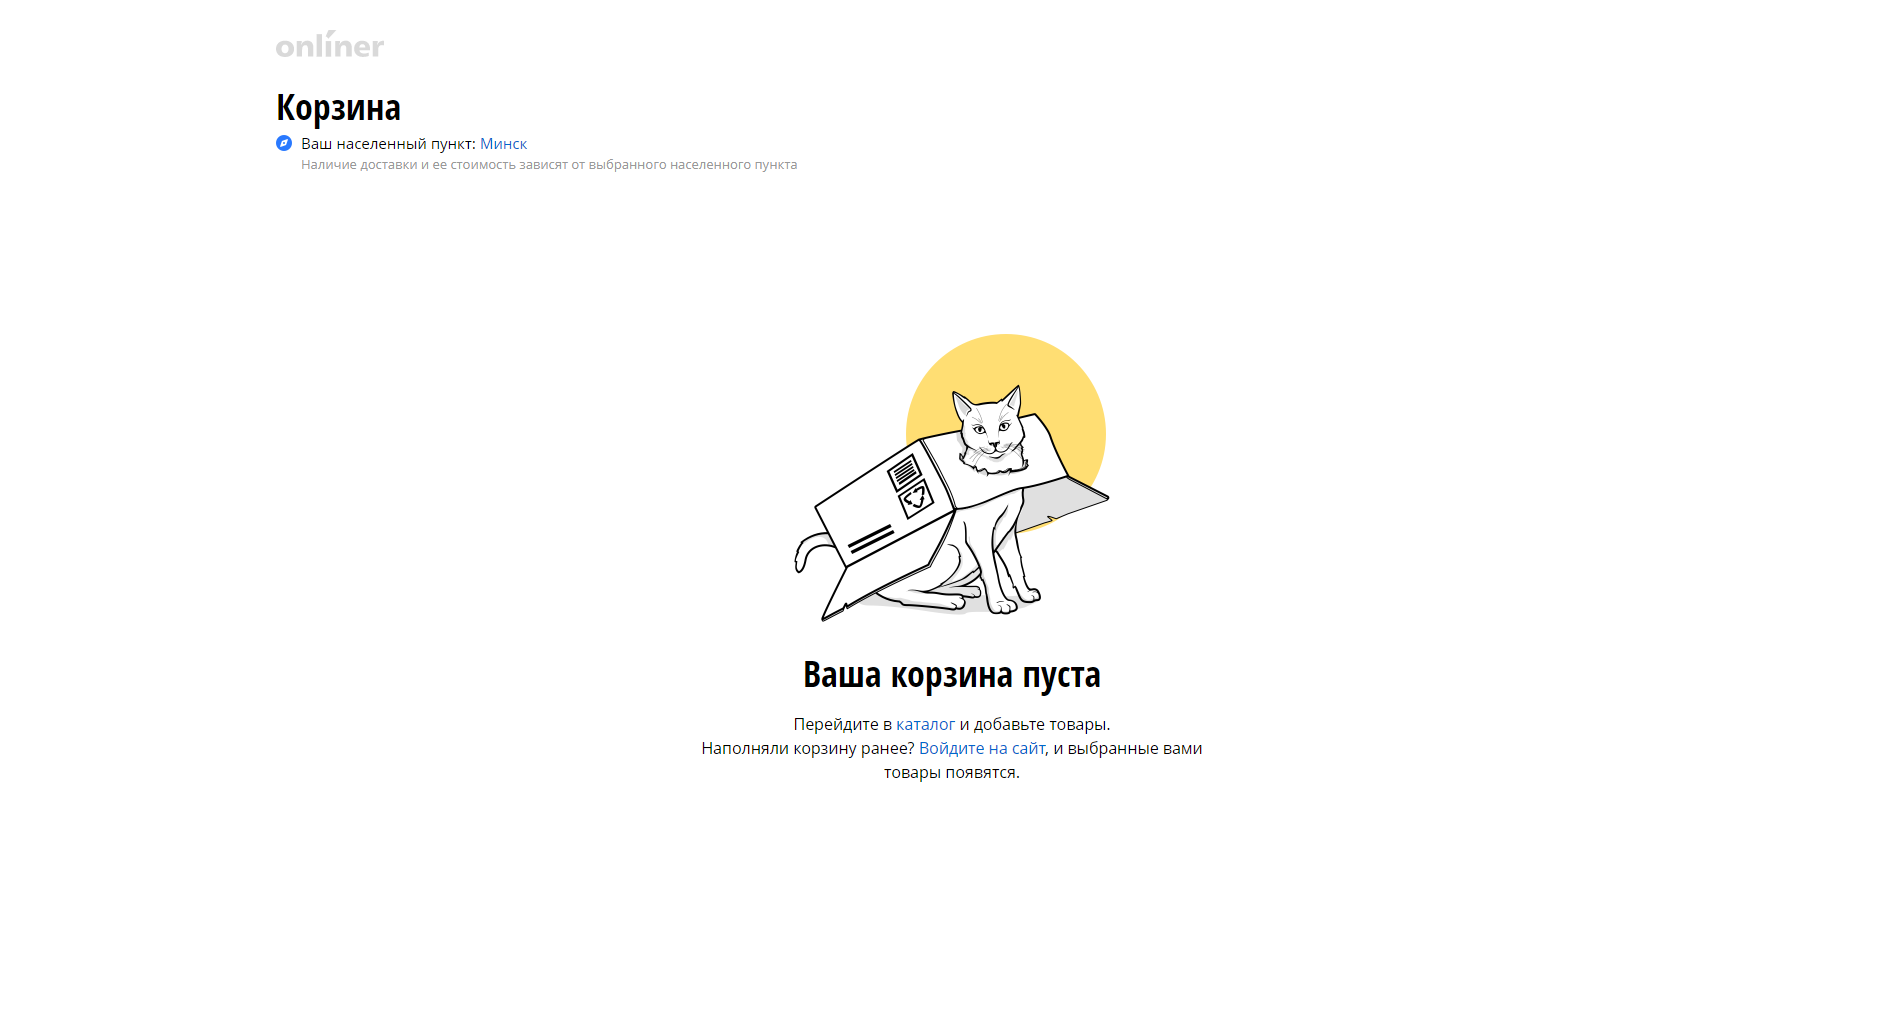 onlíner
Корзина
Ваш населенный пункт: Минск
Наличие доставки и ее стоимость зависят от выбранного населенного пункта
Ваша корзина пуста
Перейдите в каталог и добавьте товары.
Наполняли корзину ранее? Войдите на сайт, и выбранные вами
товары появятся.